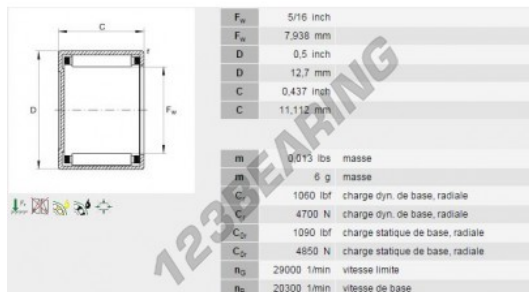 C
r
D
Fw
Fw 5/16 inch
Fw 7,938 mm
D 0,5 inch
D 12,7 mm
C 0,437 inch
C 11,112 mm
m 0,013 lbs masse
m 6 g masse
Cr 1060 lbf charge dyn. de base, radiale
Cr 4700 N charge dyn. de base, radiale
C0r 1090 lbf charge statique de base, radiale
C0r 4850 N charge statique de base, radiale
nG 29000 1/min vitesse limite
nB 20300 1/min vitesse de base
Fr
123BEARING